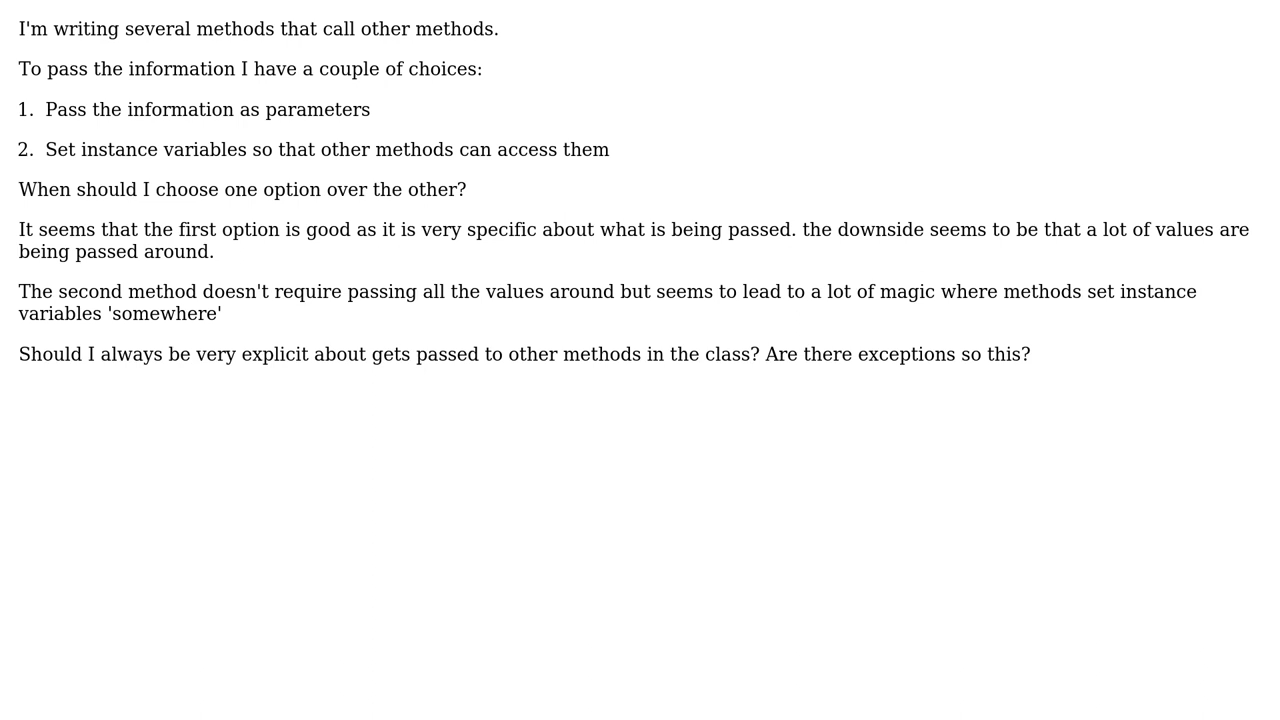 I'm writing several methods that call other methods.
To pass the information I have a couple of choices:
1. Pass the information as parameters
2. Set instance variables so that other methods can access them
When should I choose one option over the other?
It seems that the first option is good as it is very specific about what is being passed. the downside seems to be that a lot of values are
being passed around.
The second method doesn't require passing all the values around but seems to lead to a lot of magic where methods set instance
variables 'somewhere'
Should I always be very explicit about gets passed to other methods in the class? Are there exceptions so this?